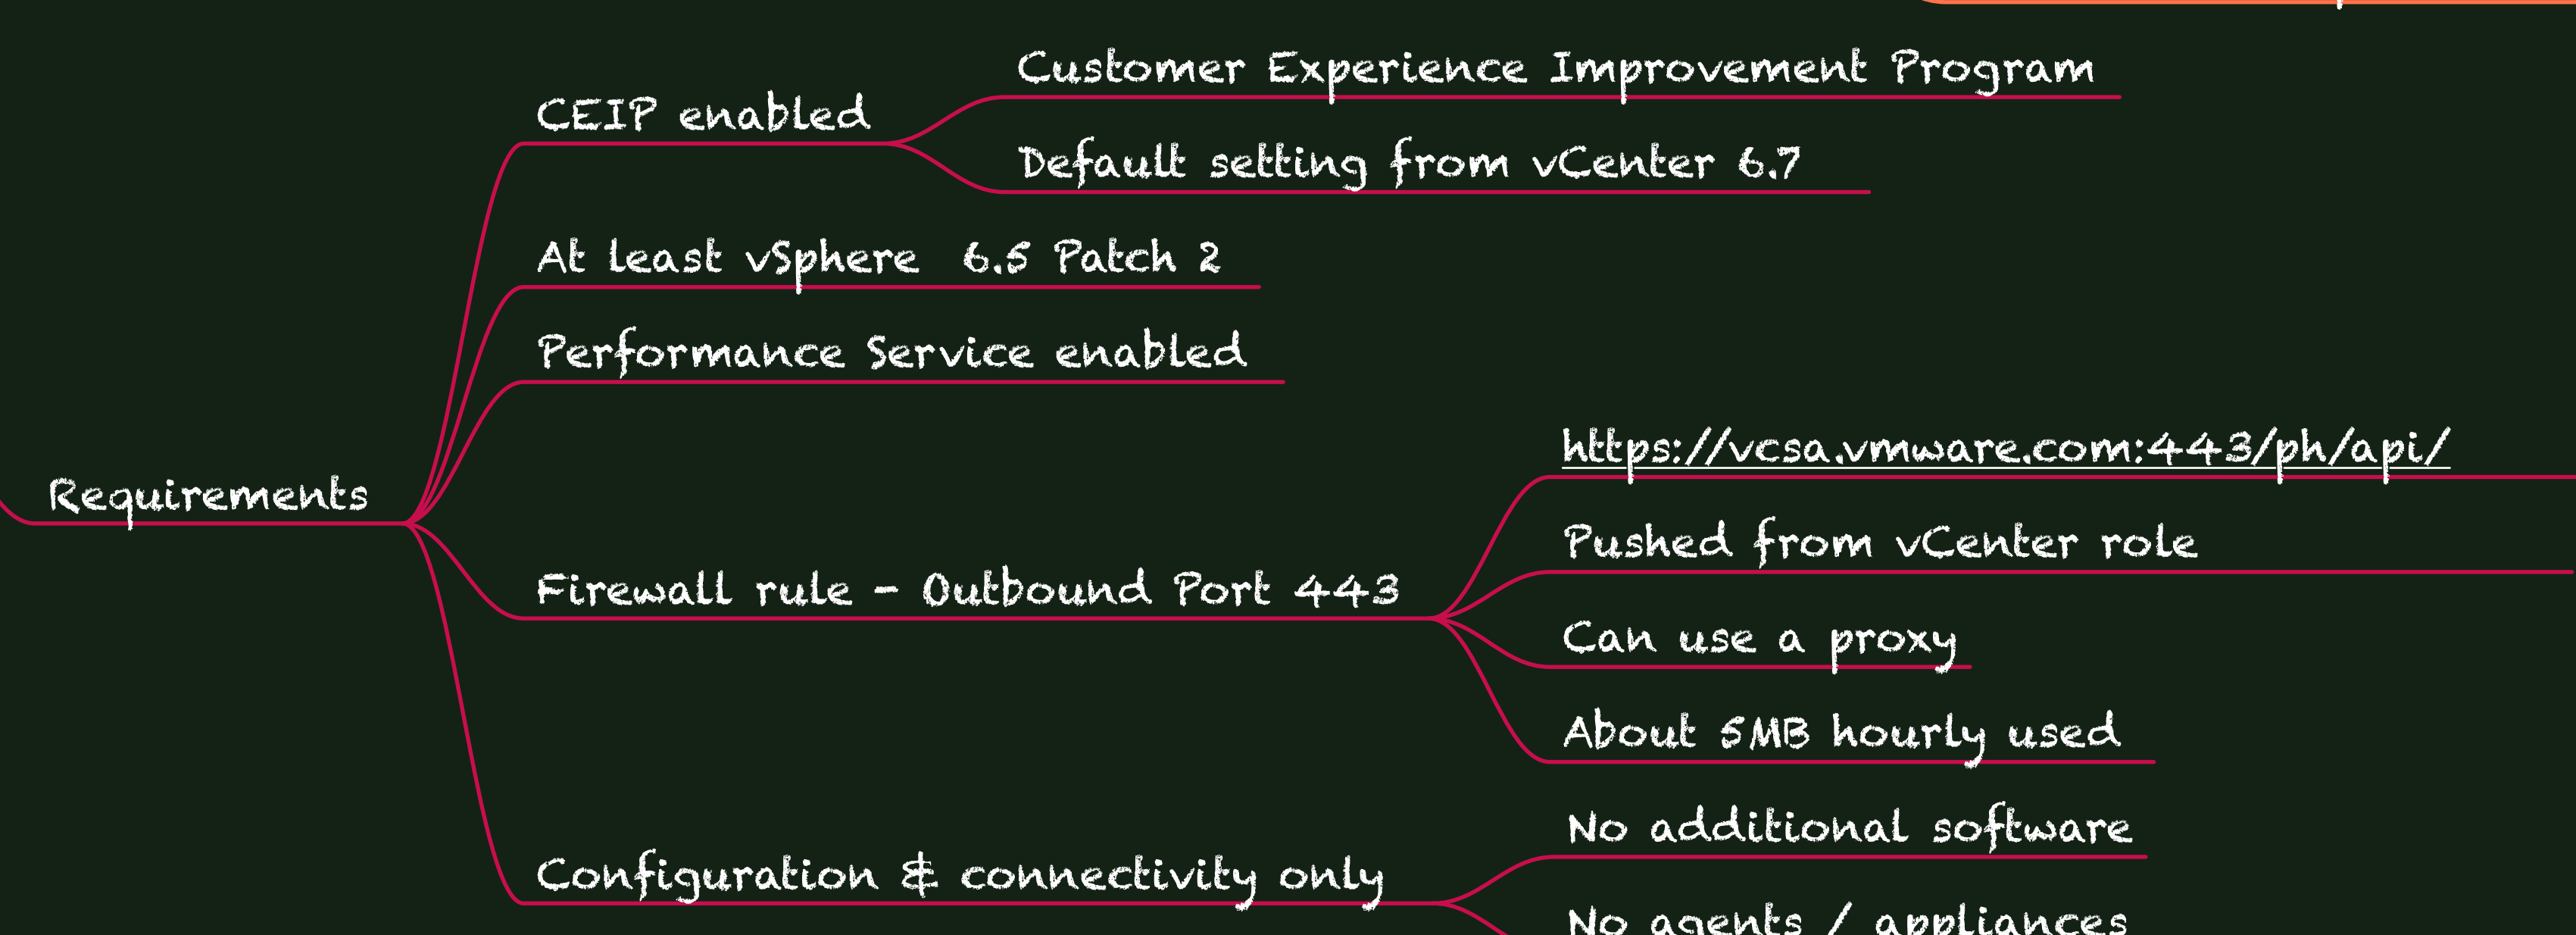 Customer Experience Improvement Program
CEIP enabled
Default setting from vCenter 6.7
At least vSphere  6.5 Patch 2
Performance Service enabled
https://vcsa.vmware.com:443/ph/api/
Requirements
Pushed from vCenter role
Firewall rule - Outbound Port 443
Can use a proxy
About 5MB hourly used
No additional software
Configuration & connectivity only
No agents / appliances